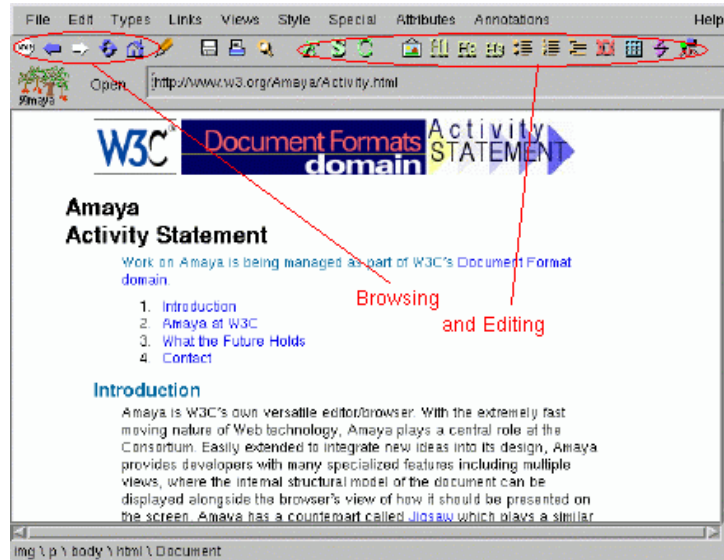 File Edit Types Links Views Style Special Attributes Annotations Help
Amaya Open http://www.w3.org/Amaya/Activity.html
W3C Document Formats domain Activity STATEMENT
Amaya
Activity Statement
Work on Amaya is being managed as part of W3C's Document Format
domain.
1. Introduction
2. Amaya at W3C
3. What the Future Holds
4. Contact
Browsing
and Editing
Introduction
Amaya is W3C's own versatile editor/browser. With the extremely fast
moving nature of Web technology, Amaya plays a central role at the
Consortium. Easily extended to integrate new ideas into its design, Amaya
provides developers with many specialized features including multiple
views, where the internal structural model of the document can be
displayed alongside the browser's view of how it should be presented on
the screen. Amaya has a counterpart called Jigsaw which plays a similar
img \ p \ body \ html \ Document